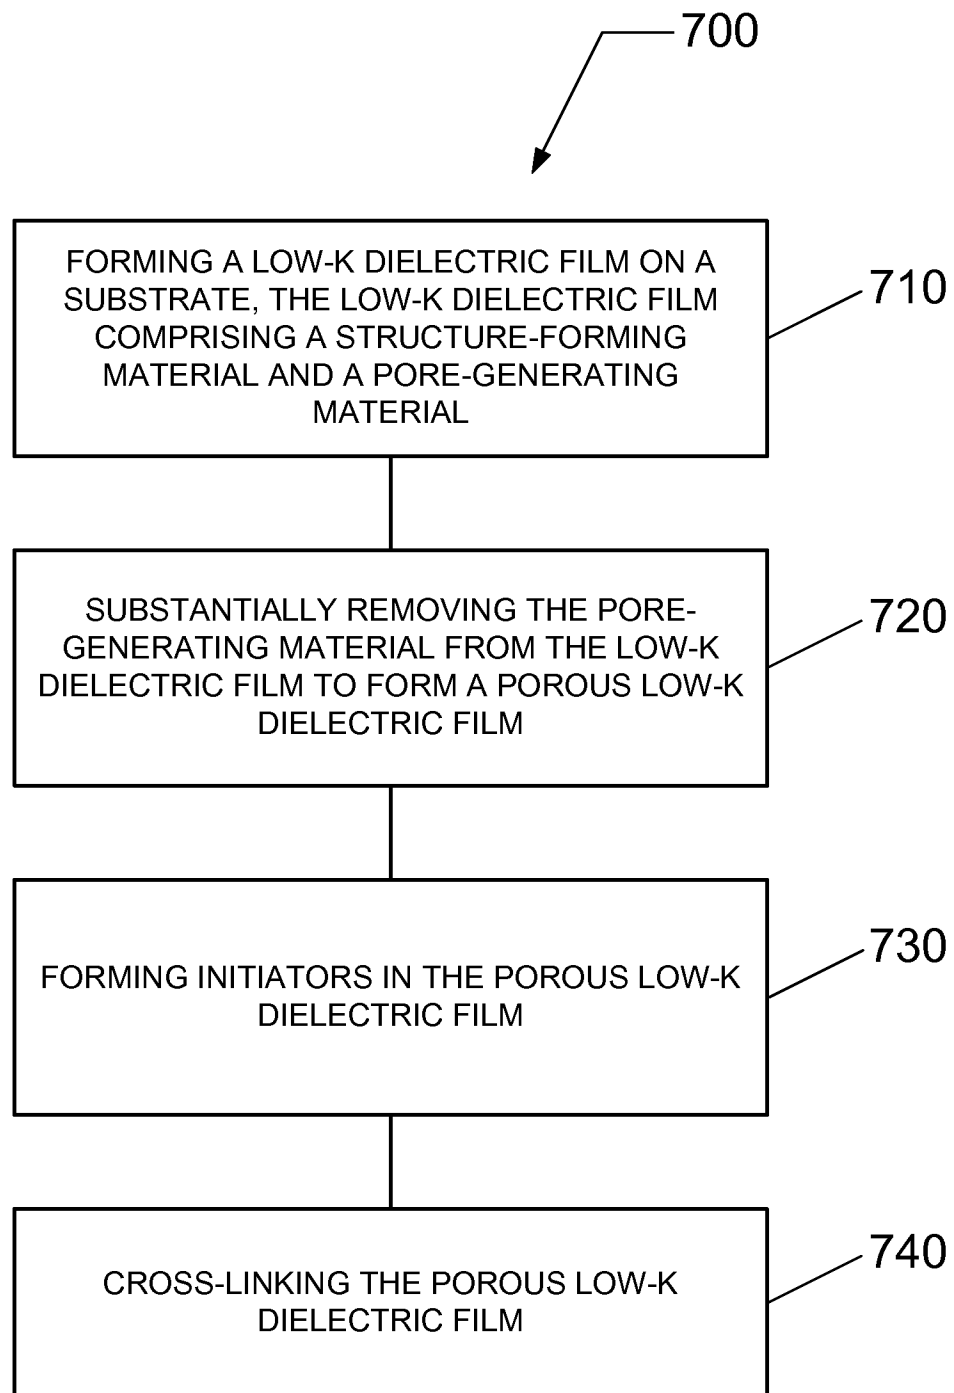 700
FORMING A LOW-K DIELECTRIC FILM ON A
SUBSTRATE, THE LOW-K DIELECTRIC FILM
COMPRISING A STRUCTURE-FORMING
MATERIAL AND A PORE-GENERATING
MATERIAL
710
SUBSTANTIALLY REMOVING THE PORE-
GENERATING MATERIAL FROM THE LOW-K
DIELECTRIC FILM TO FORM A POROUS LOW-K
DIELECTRIC FILM
720
FORMING INITIATORS IN THE POROUS LOW-K
DIELECTRIC FILM
730
CROSS-LINKING THE POROUS LOW-K
DIELECTRIC FILM
740